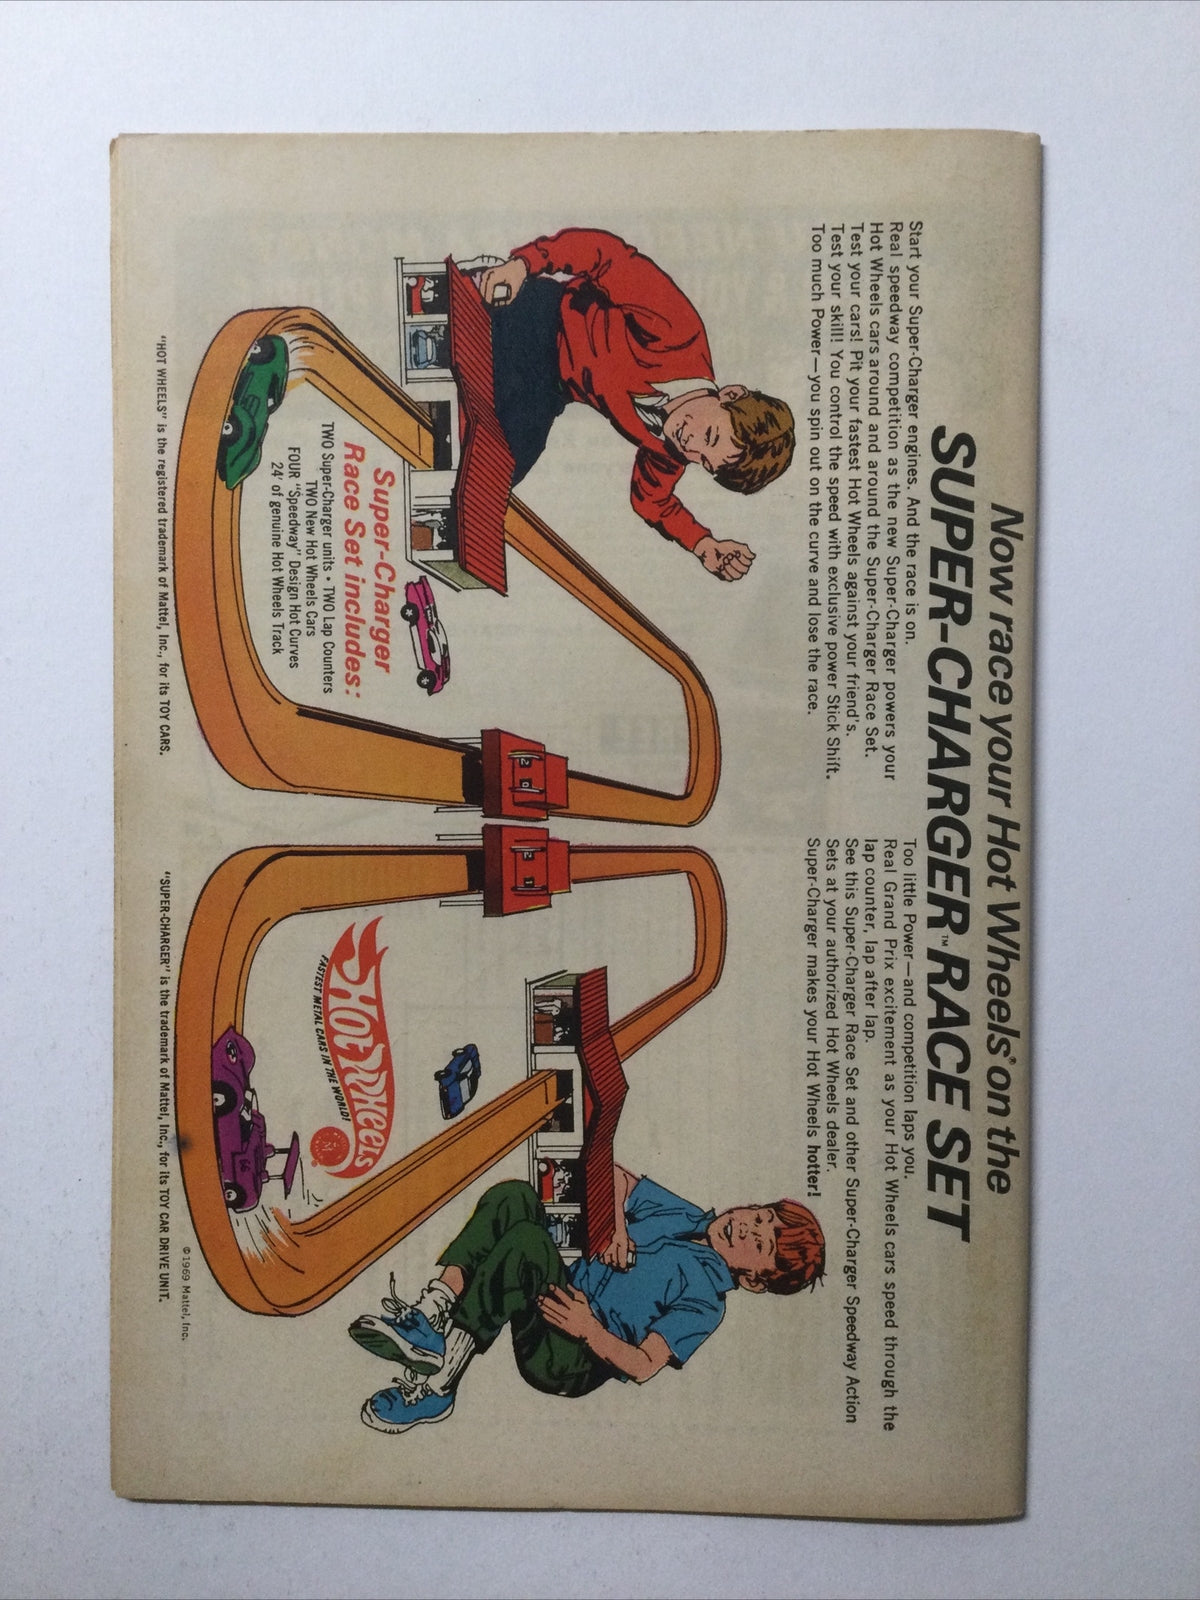 Now race your Hot Wheels® on the
SUPER-CHARGER™ RACE SET
Start your Super-Charger engines. And the race is on.
Real speedway competition as the new Super-Charger powers your
Hot Wheels cars around and around the Super-Charger Race Set.
Test your cars! Pit your fastest Hot Wheels against your friend's.
Test your skill! You control the speed with exclusive power Stick Shift.
Too much Power—you spin out on the curve and lose the race.
Too little Power—and competition laps you.
Real Grand Prix excitement as your Hot Wheels cars speed through the
lap counter, lap after lap.
See this Super-Charger Race Set and other Super-Charger Speedway Action
Sets at your authorized Hot Wheels dealer.
Super-Charger makes your Hot Wheels hotter!
2 0
2 1
Super-Charger
Race Set includes:
TWO Super-Charger units • TWO Lap Counters
TWO New Hot Wheels Cars
FOUR "Speedway" Design Hot Curves
24' of genuine Hot Wheels Track
HOT WHEELS
FASTEST METAL CARS IN THE WORLD!
®
66
© 1969 Mattel, Inc.
"HOT WHEELS" is the registered trademark of Mattel, Inc., for its TOY CARS.
"SUPER-CHARGER" is the trademark of Mattel, Inc., for its TOY CAR DRIVE UNIT.